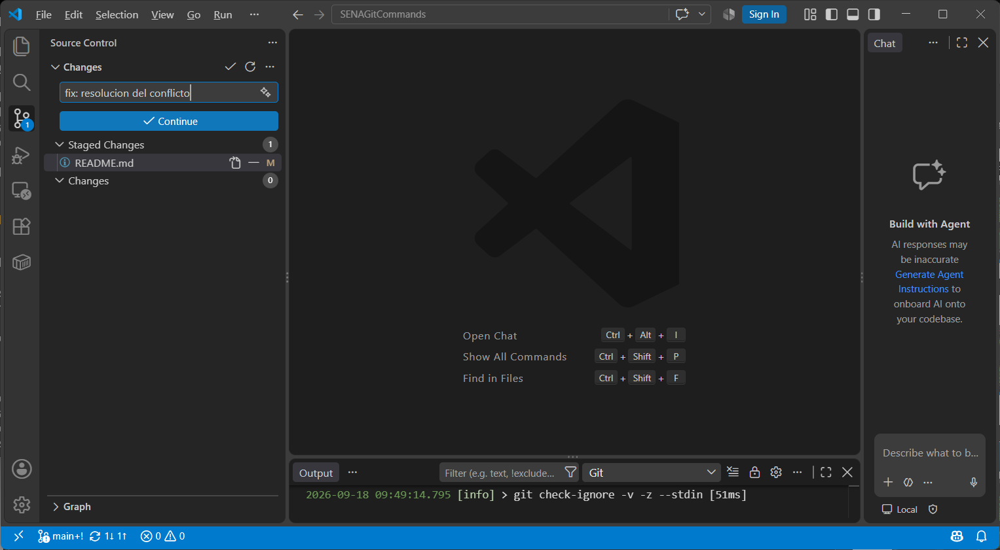 File Edit Selection View Go Run
SENAGitCommands
Sign In
Source Control
Changes
fix: resolucion del conflicto
Continue
1
Staged Changes 1
README.md M
Changes 0
Graph
Open Chat Ctrl + Alt + I
Show All Commands Ctrl + Shift + P
Find in Files Ctrl + Shift + F
Output
Filter (e.g. text, !exclude...
Git
2026-09-18 09:49:14.795 [info] > git check-ignore -v -z --stdin [51ms]
Chat
Build with Agent
AI responses may
be inaccurate
Generate Agent
Instructions to
onboard AI onto
your codebase.
Describe what to b...
Local
main+! 1↓ 1↑ 0 0